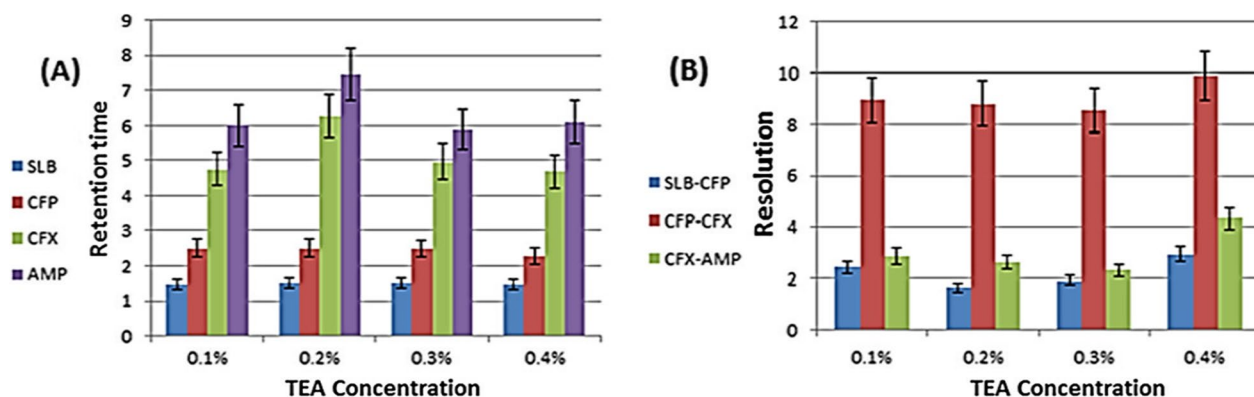 (A)
Retention time
9
8
7
6
5
4
3
2
1
0
SLB
CFP
CFX
AMP
0.1% 0.2% 0.3% 0.4%
TEA Concentration
(B)
Resolution
12
10
8
6
4
2
0
SLB-CFP
CFP-CFX
CFX-AMP
0.1% 0.2% 0.3% 0.4%
TEA Concentration